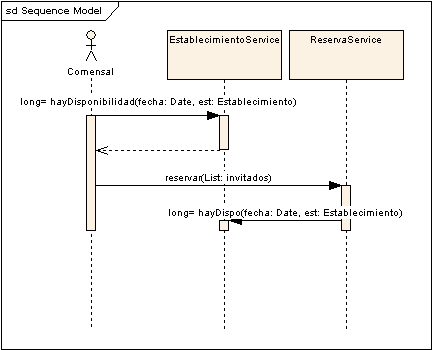 sd Sequence Model
Comensal
EstablecimientoService
ReservaService
long= hayDisponibilidad(fecha: Date, est: Establecimiento)
reservar(List: invitados)
long= hayDispo(fecha: Date, est: Establecimiento)